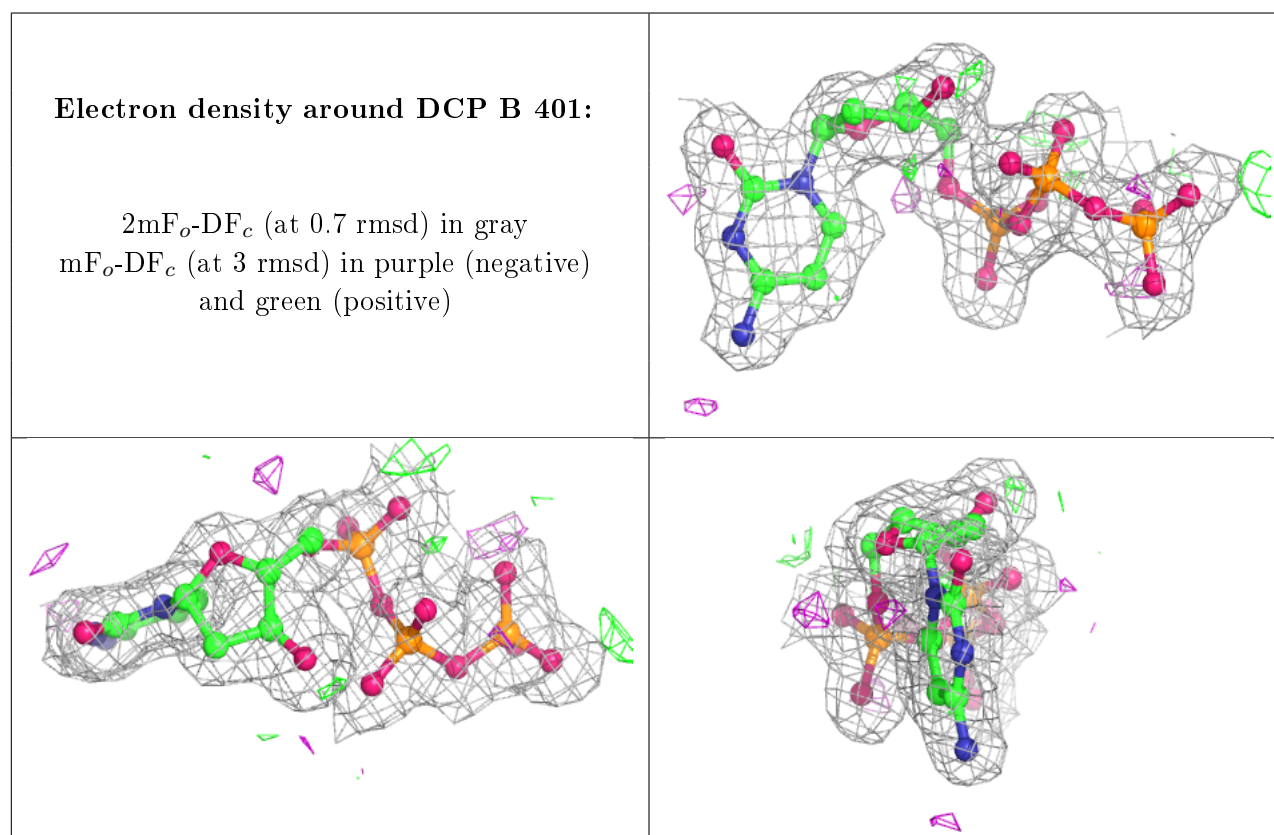 Electron density around DCP B 401:
2mFo-DFc (at 0.7 rmsd) in gray
mFo-DFc (at 3 rmsd) in purple (negative)
and green (positive)